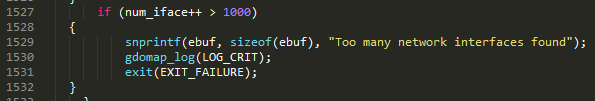 1527 if (num_iface++ > 1000)
1528 {
1529 snprintf(ebuf, sizeof(ebuf), "Too many network interfaces found");
1530 gdomap_log(LOG_CRIT);
1531 exit(EXIT_FAILURE);
1532 }
}